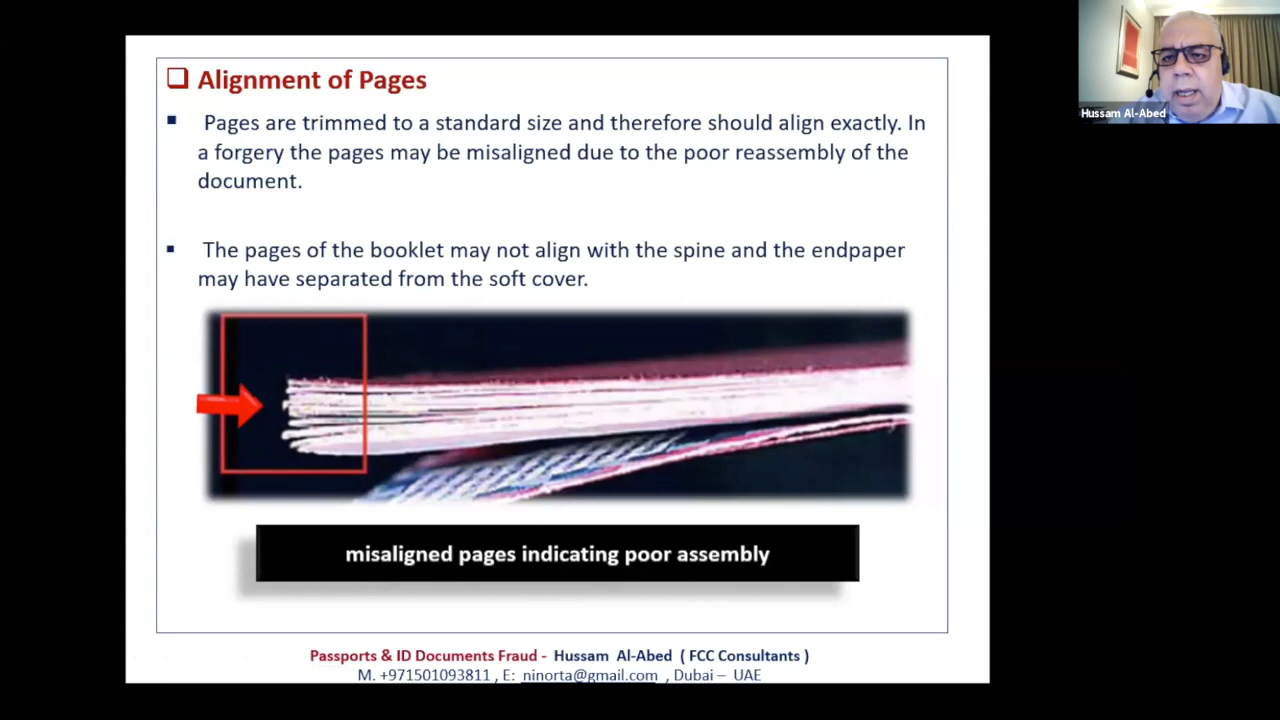 Alignment of Pages
Pages are trimmed to a standard size and therefore should align exactly. In
a forgery the pages may be misaligned due to the poor reassembly of the
document.
The pages of the booklet may not align with the spine and the endpaper
may have separated from the soft cover.
misaligned pages indicating poor assembly
Passports & ID Documents Fraud - Hussam Al-Abed ( FCC Consultants )
M. +971501093811 , E: ninorta@gmail.com , Dubai – UAE
Hussam Al-Abed